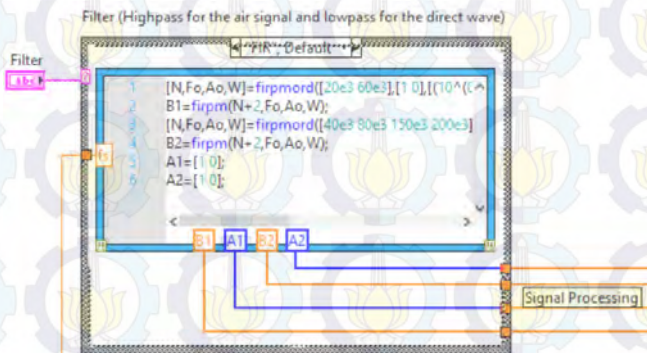 Filter (Highpass for the air signal and lowpass for the direct wave)
"FIR", Default
Filter
abc
1 [N,Fo,Ao,W]=firpmord([20e3 60e3],[1 0],[(10^(
2 B1=firpm(N+2,Fo,Ao,W);
3 [N,Fo,Ao,W]=firpmord([40e3 80e3 150e3 200e3]
4 B2=firpm(N+2,Fo,Ao,W);
5 A1=[1 0];
6 A2=[1 0];
fs
B1 A1 B2 A2
Signal Processing